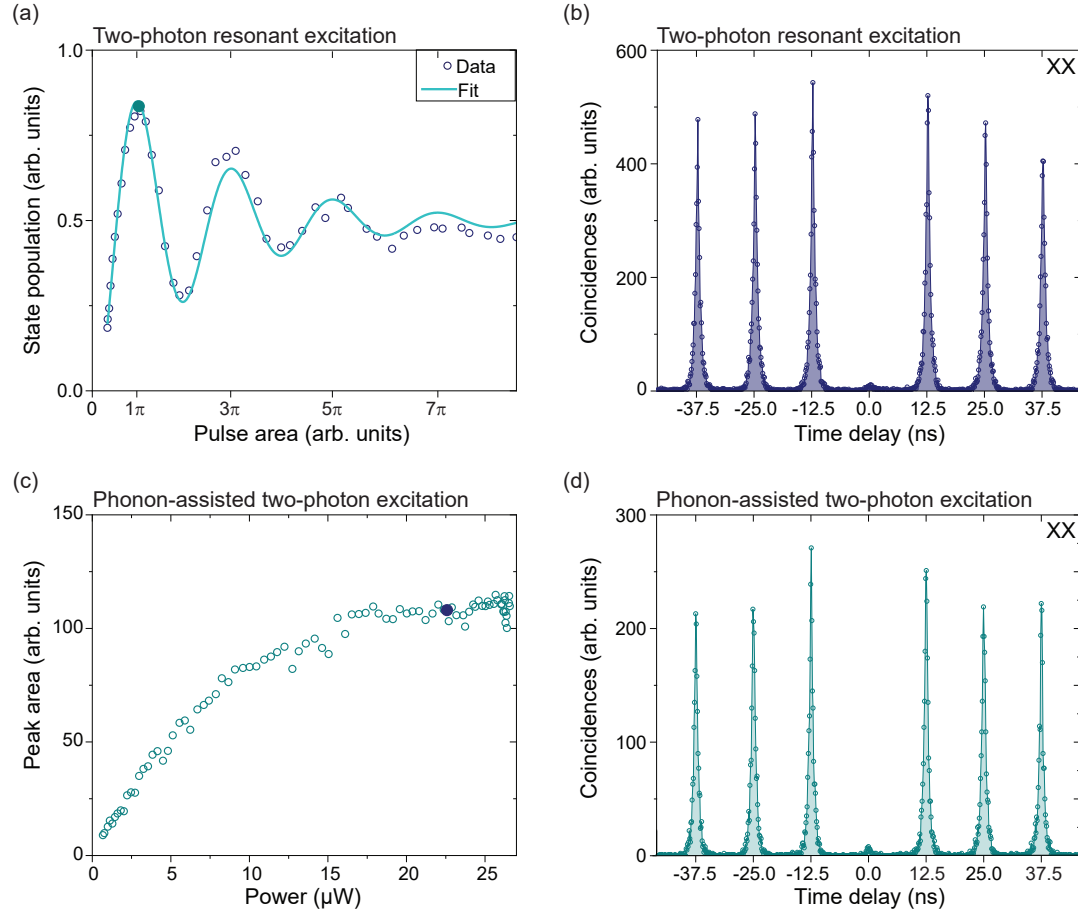 (a)
Two-photon resonant excitation
1.0
0.5
0.0
State population (arb. units)
Data
Fit
0
1π
3π
5π
7π
Pulse area (arb. units)
(b)
Two-photon resonant excitation
XX
600
400
200
0
Coincidences (arb. units)
-37.5
-25.0
-12.5
0.0
12.5
25.0
37.5
Time delay (ns)
(c)
Phonon-assisted two-photon excitation
150
100
50
0
Peak area (arb. units)
0
5
10
15
20
25
Power (µW)
(d)
Phonon-assisted two-photon excitation
XX
300
200
100
0
Coincidences (arb. units)
-37.5
-25.0
-12.5
0.0
12.5
25.0
37.5
Time delay (ns)